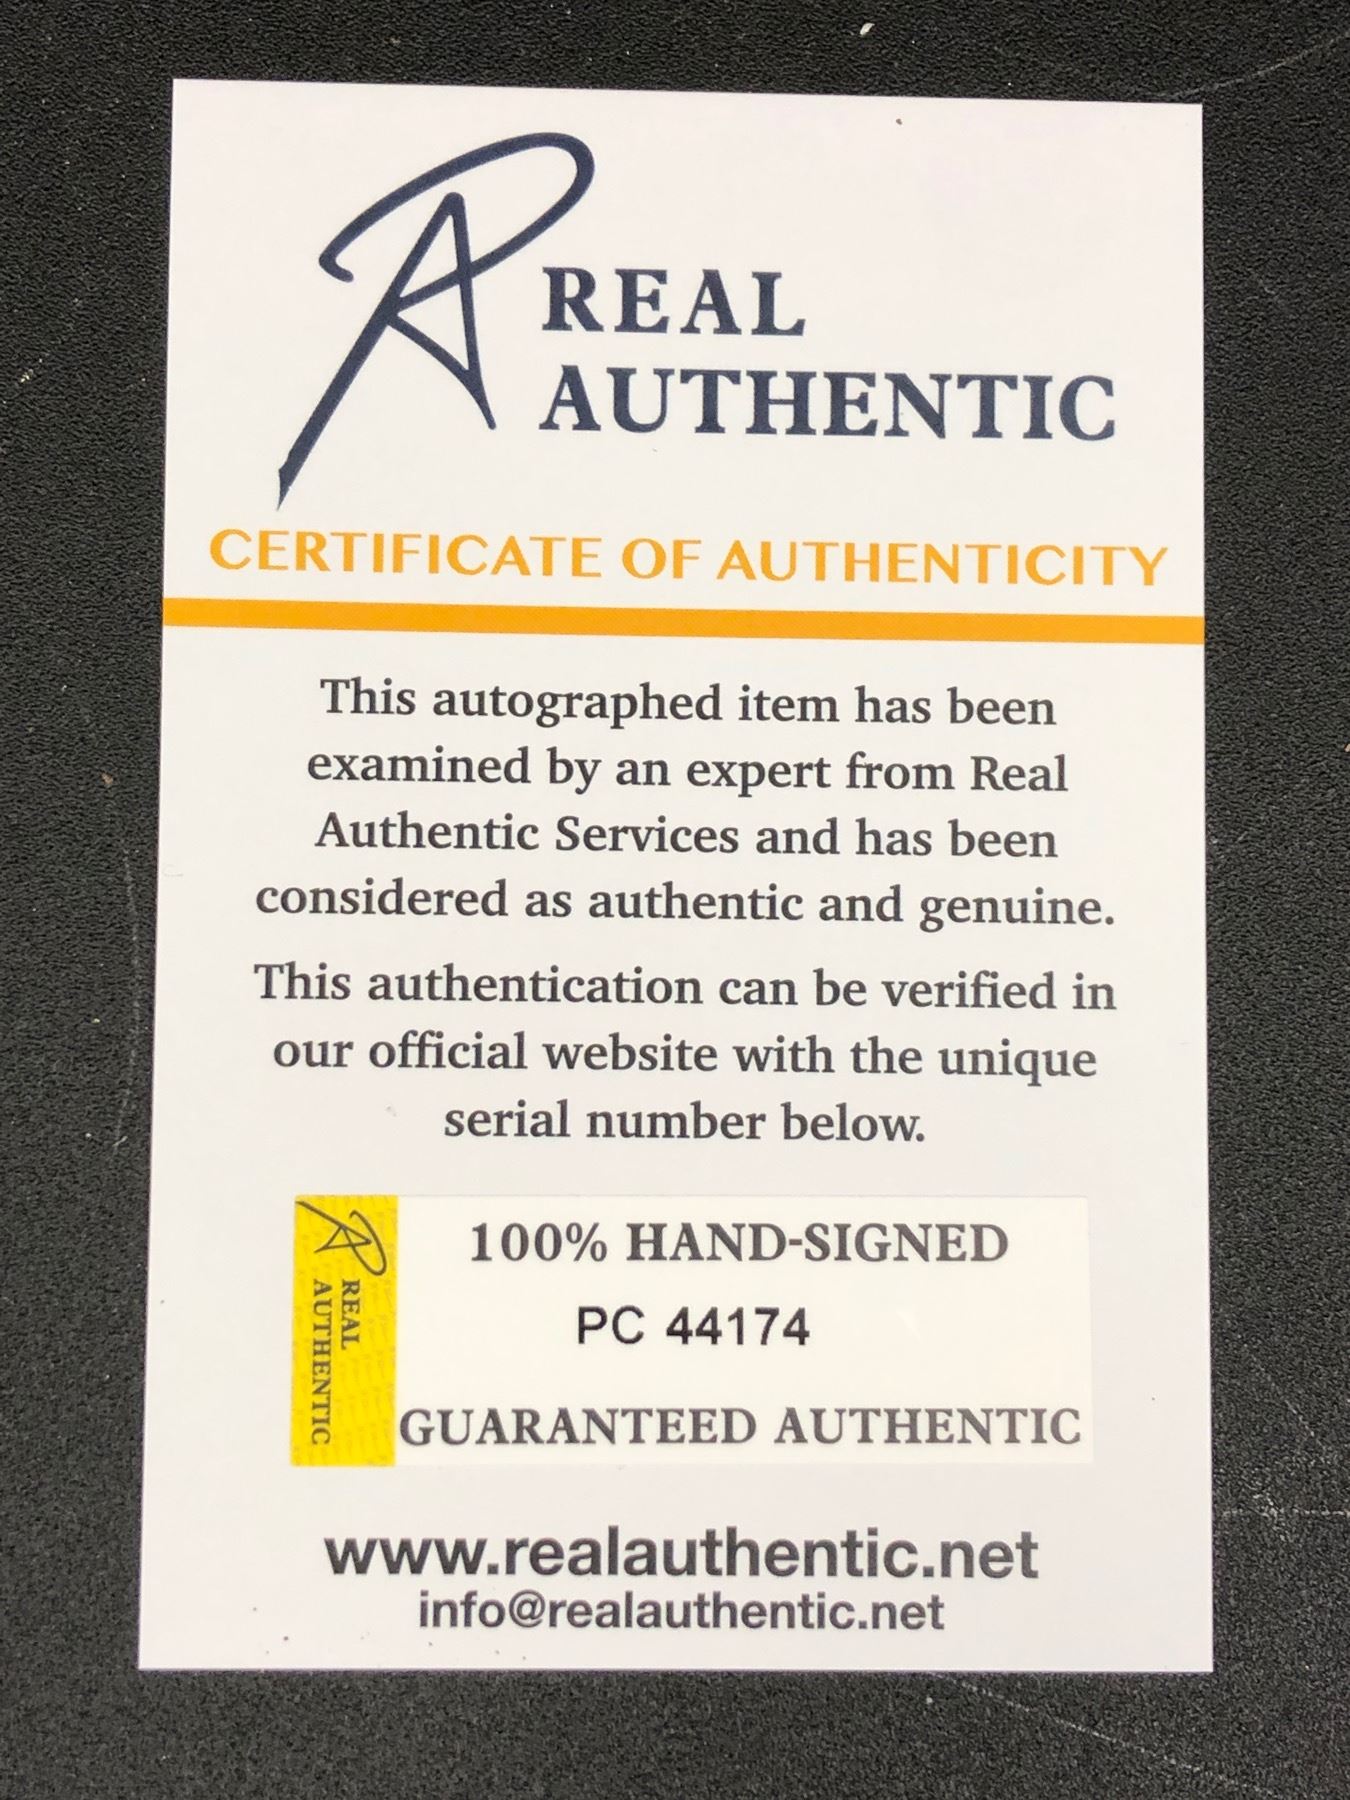 REAL
AUTHENTIC
CERTIFICATE OF AUTHENTICITY
This autographed item has been
examined by an expert from Real
Authentic Services and has been
considered as authentic and genuine.
This authentication can be verified in
our official website with the unique
serial number below.
REAL
AUTHENTIC
100% HAND-SIGNED
PC 44174
GUARANTEED AUTHENTIC
www.realauthentic.net
info@realauthentic.net